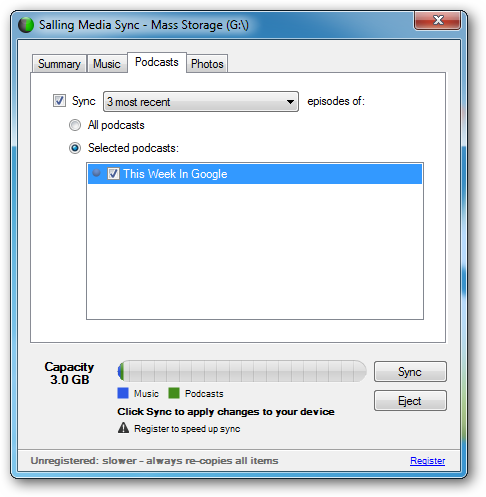 Salling Media Sync - Mass Storage (G:\)
Summary Music Podcasts Photos
Sync 3 most recent episodes of:
All podcasts
Selected podcasts:
This Week In Google
Capacity
3.0 GB
Sync
Music Podcasts
Click Sync to apply changes to your device
Eject
Register to speed up sync
Unregistered: slower - always re-copies all items Register